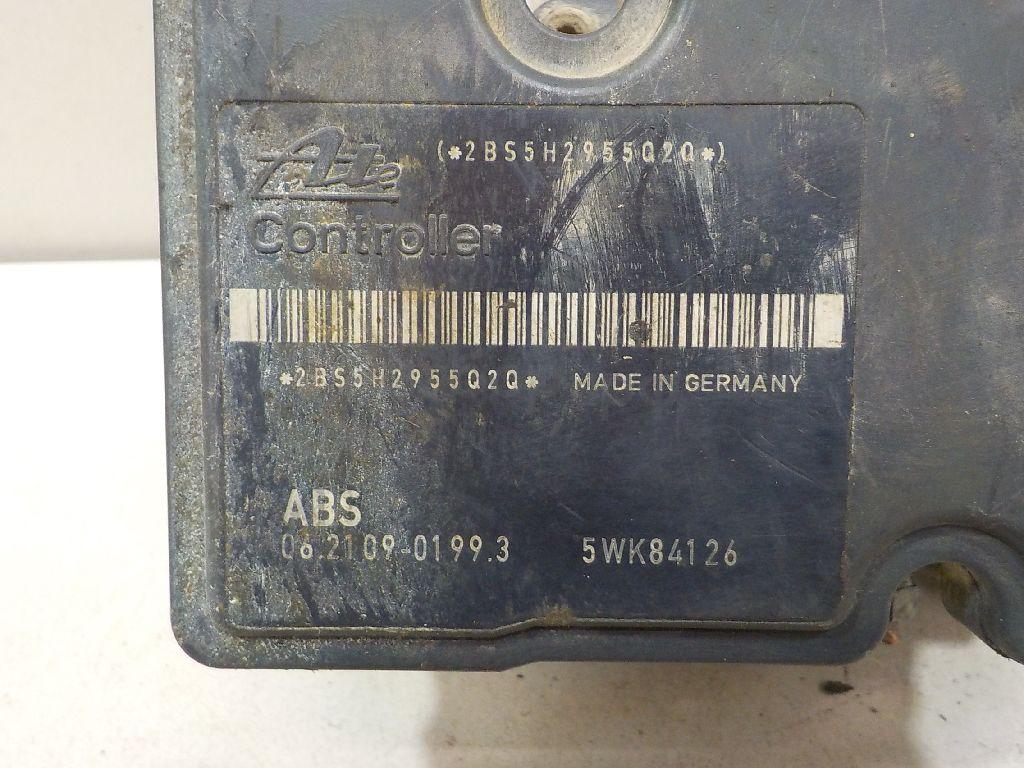 Ate (*2BS5H2955Q2Q*)
Controller
*2BS5H2955Q2Q* MADE IN GERMANY
ABS
06.2109-0199.3 5WK84126